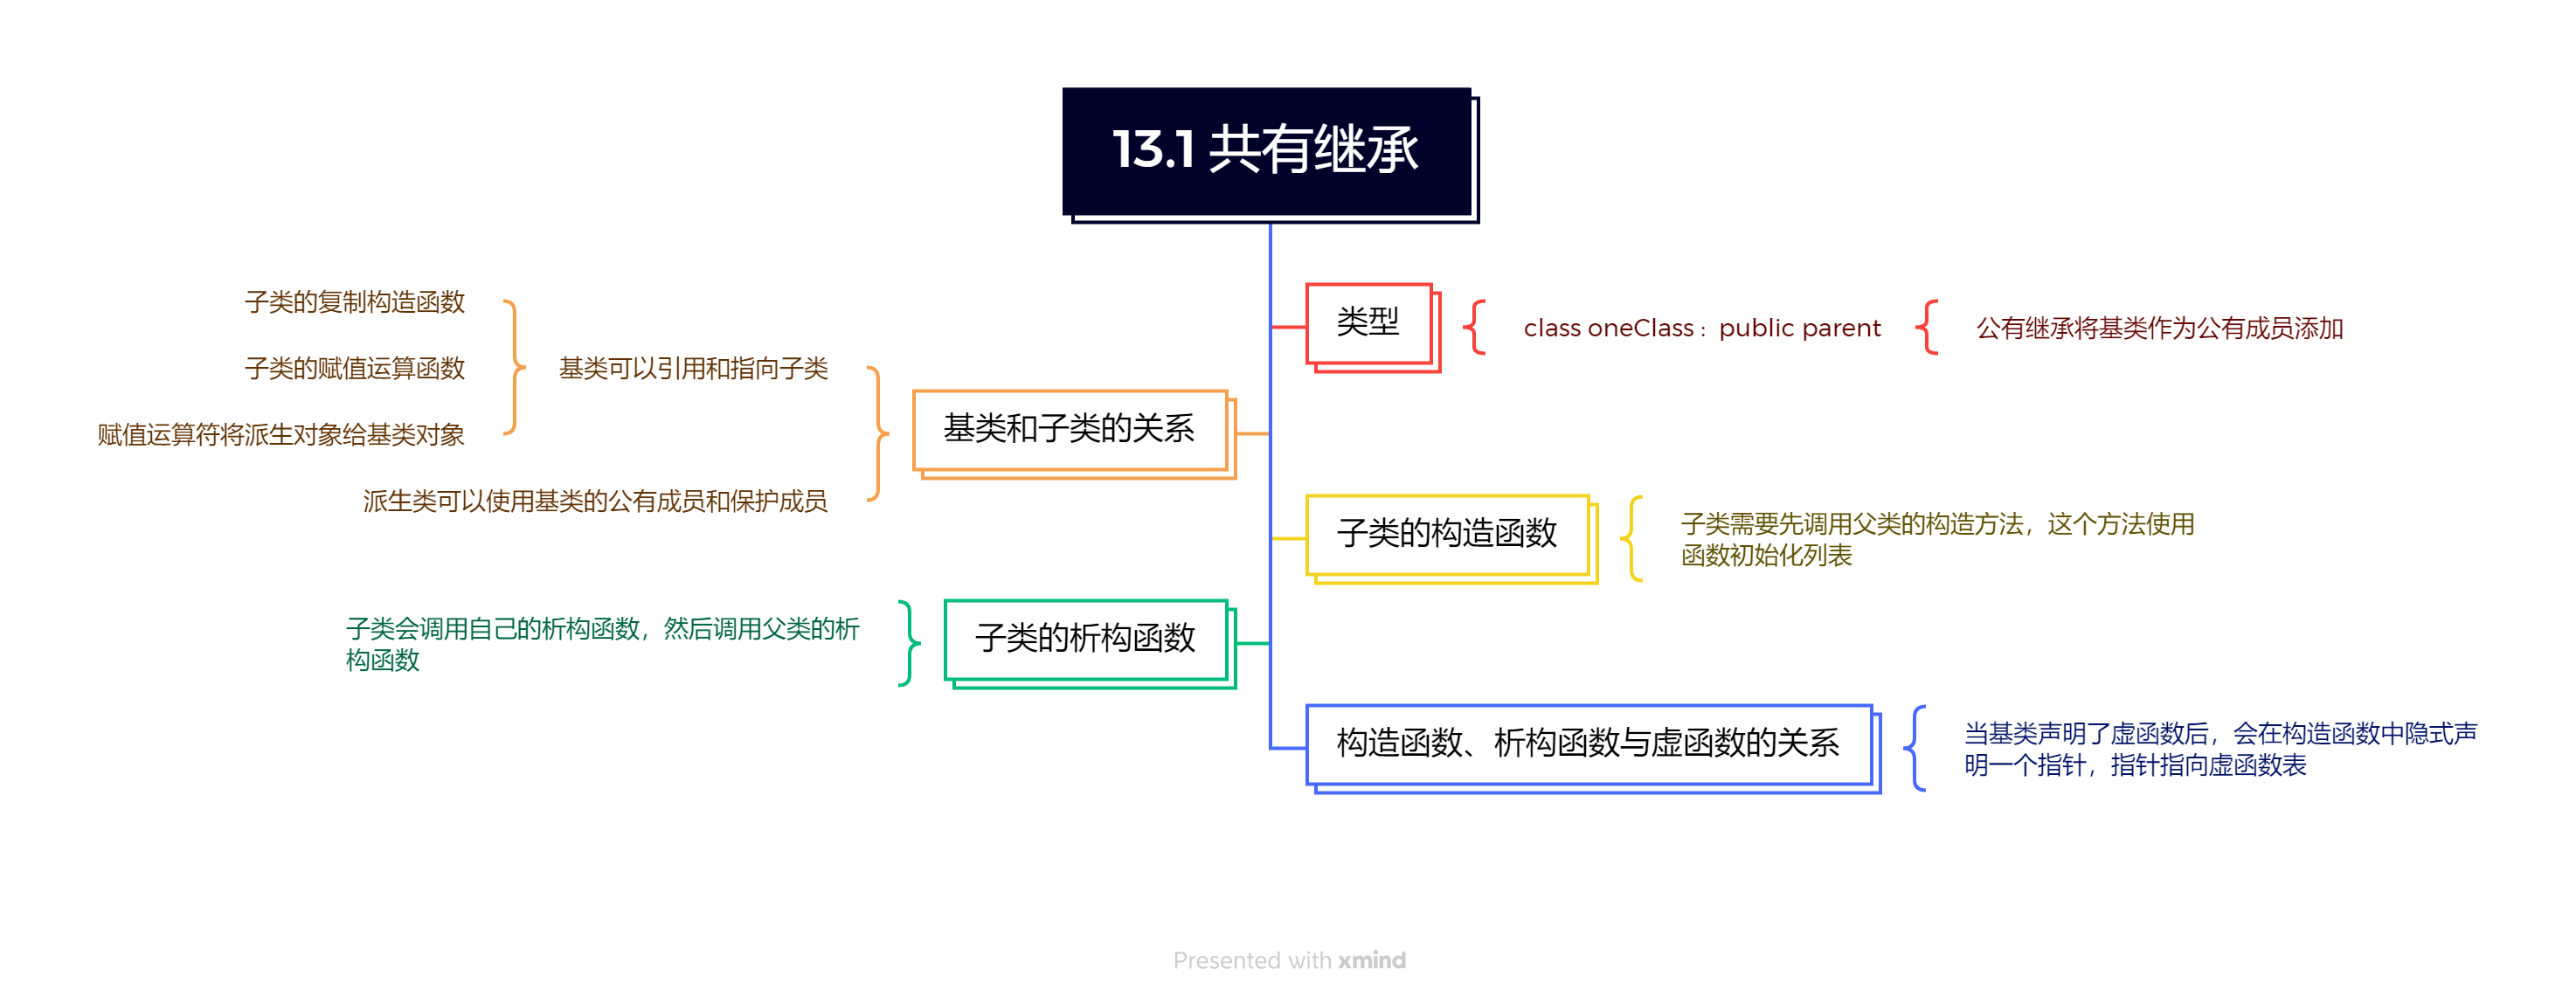 13.1 共有继承
类型
class oneClass : public parent
公有继承将基类作为公有成员添加
基类和子类的关系
基类可以引用和指向子类
子类的复制构造函数
子类的赋值运算函数
赋值运算符将派生对象给基类对象
派生类可以使用基类的公有成员和保护成员
子类的构造函数
子类需要先调用父类的构造方法，这个方法使用
函数初始化列表
子类的析构函数
子类会调用自己的析构函数，然后调用父类的析
构函数
构造函数、析构函数与虚函数的关系
当基类声明了虚函数后，会在构造函数中隐式声
明一个指针，指针指向虚函数表
Presented with xmind